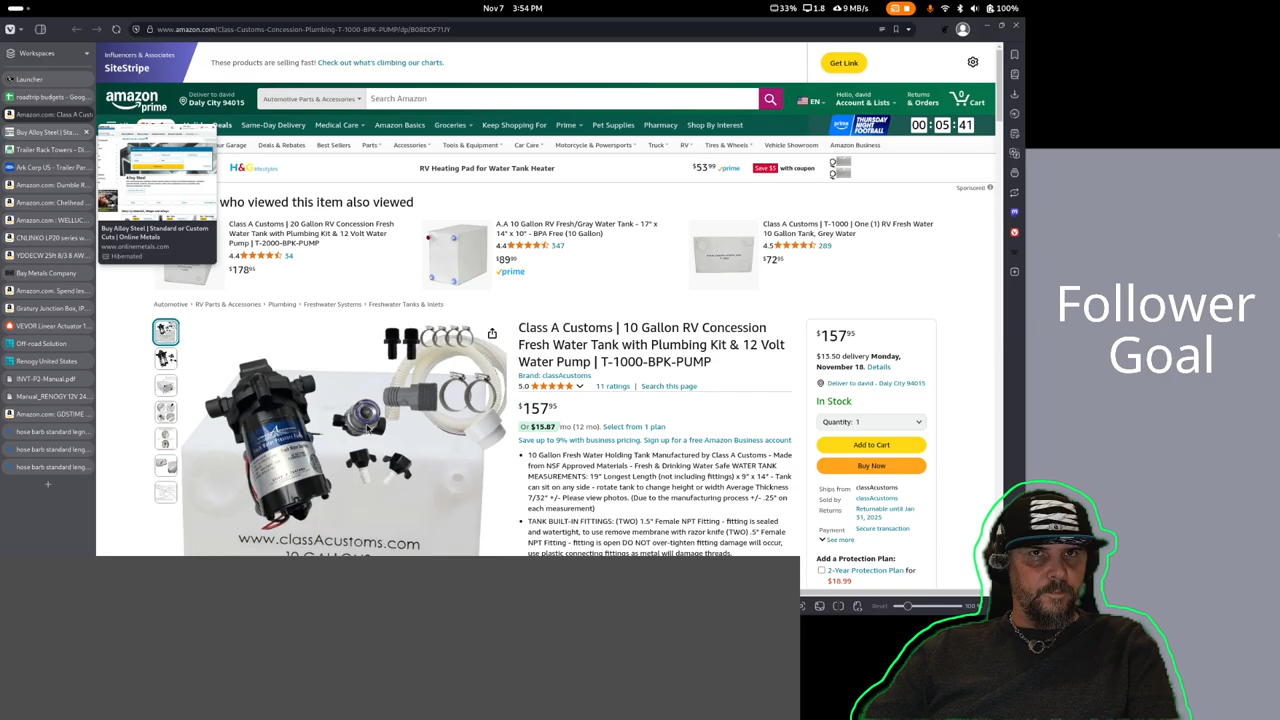 Nov 7 3:54 PM
33% 1.8 9 MB/s 100%
www.amazon.com/Class-Customs-Concession-Plumbing-T-1000-BPK-PUMP/dp/B08DDF71JY
Workspaces
Launcher
roadtrip budgets - Goog...
Amazon.com: Class A Cust
Buy Alloy Steel | Sta...
Trailer Rack Towers – Di...
Amazon.com: Dumble R...
Amazon.com: Chelhead ...
Amazon.com : WELLUC...
CNLINKO LP20 series w...
YDDECW 25ft 8/3 8 AW...
Bay Metals Company
Amazon.com: Spend les...
Gratury Junction Box, IP...
VEVOR Linear Actuator 1...
Off-road Solution
Renogy United States
INVT-P2-Manual.pdf
Manual_RENOGY 12V 24...
Amazon.com: GDSTIME ...
hose barb standard legn...
hose barb standard leng...
hose barb standard leng...
Buy Alloy Steel | Standard or Custom
Cuts | Online Metals
www.onlinemetals.com
Hibernated
Influencers & Associates
SiteStripe
These products are selling fast! Check out what's climbing our charts.
Get Link
amazon
prime
Deliver to david
Daly City 94015
Automotive Parts & Accessories
Search Amazon
EN
Hello, david
Account & Lists
Returns
& Orders
0
Cart
Deals Same-Day Delivery Medical Care Amazon Basics Groceries Keep Shopping For Prime Pet Supplies Pharmacy Shop By Interest
prime THURSDAY NIGHT FOOTBALL 00 : 05 : 41
our Garage Deals & Rebates Best Sellers Parts Accessories Tools & Equipment Car Care Motorcycle & Powersports Truck RV Tires & Wheels Vehicle Showroom Amazon Business
H&G lifestyles
RV Heating Pad for Water Tank Heater
$53.99 prime Save $5 with coupon
Sponsored
who viewed this item also viewed
Class A Customs | 20 Gallon RV Concession
Fresh Water Tank with Plumbing Kit & 12 Volt
Water Pump | T-2000-BPK-PUMP
4.4 34
$178.95
A.A 10 Gallon RV Fresh/Gray Water Tank - 17" x
14" x 10" - BPA Free (10 Gallon)
4.4 347
$89.99
prime
Class A Customs | T-1000 | One (1) RV Fresh Water
10 Gallon Tank, Grey Water
4.5 289
$72.95
Automotive › RV Parts & Accessories › Plumbing › Freshwater Systems › Freshwater Tanks & Inlets
www.classAcustoms.com
10 GALLON
Class A Customs | 10 Gallon RV Concession
Fresh Water Tank with Plumbing Kit & 12 Volt
Water Pump | T-1000-BPK-PUMP
Brand: classAcustoms
5.0 11 ratings | Search this page
$157.95
Or $15.87 mo (12 mo). Select from 1 plan
Save up to 9% with business pricing. Sign up for a free Amazon Business account
10 Gallon Fresh Water Holding Tank Manufactured by Class A Customs - Made
from NSF Approved Materials - Fresh & Drinking Water Safe WATER TANK
MEASUREMENTS: 19" Longest Length (not including fittings) x 9" x 14" - Tank
can sit on any side - rotate tank to change height or width Average Thickness
7/32" +/- Please view photos. (Due to the manufacturing process +/- .25" on
each measurement)
TANK BUILT-IN FITTINGS: (TWO) 1.5" Female NPT Fitting - fitting is sealed
and watertight, to use remove membrane with razor knife (TWO) .5" Female
NPT Fitting - fitting is open DO NOT over-tighten fitting damage will occur,
use plastic connecting fittings as metal will damage threads.
$157.95
$13.50 delivery Monday,
November 18. Details
Deliver to david - Daly City 94015
In Stock
Quantity: 1
Add to Cart
Buy Now
Ships from classAcustoms
Sold by classAcustoms
Returns Returnable until Jan
31, 2025
Payment Secure transaction
See more
Add a Protection Plan:
2-Year Protection Plan for
$18.99
Reset 100 %
Follower
Goal